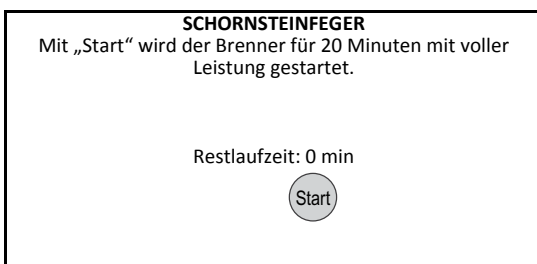 SCHORNSTEINFEGER
Mit „Start“ wird der Brenner für 20 Minuten mit voller
Leistung gestartet.
Restlaufzeit: 0 min
Start